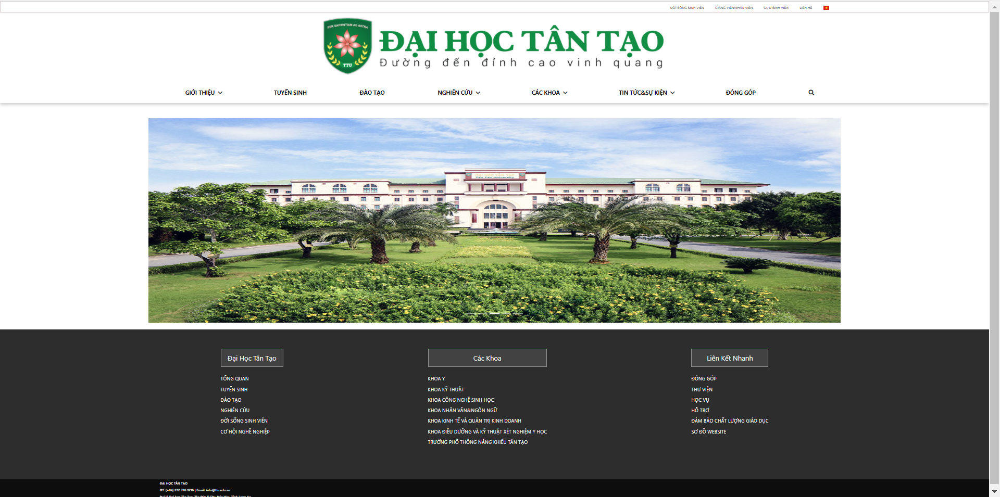 ĐỜI SỐNG SINH VIÊN GIẢNG VIÊN/NHÂN VIÊN CỰU SINH VIÊN LIÊN HỆ
PER SAPIENTIAM AD ASTRA
TTU
ĐẠI HỌC TÂN TẠO
Đường đến đỉnh cao vinh quang
GIỚI THIỆU TUYỂN SINH ĐÀO TẠO NGHIÊN CỨU CÁC KHOA TIN TỨC&SỰ KIỆN ĐÓNG GÓP
ĐẠI HỌC TÂN TẠO
Tan Tao University
Đại Học Tân Tạo
TỔNG QUAN
TUYỂN SINH
ĐÀO TẠO
NGHIÊN CỨU
ĐỜI SỐNG SINH VIÊN
CƠ HỘI NGHỀ NGHIỆP
Các Khoa
KHOA Y
KHOA KỸ THUẬT
KHOA CÔNG NGHỆ SINH HỌC
KHOA NHÂN VĂN&NGÔN NGỮ
KHOA KINH TẾ VÀ QUẢN TRỊ KINH DOANH
KHOA ĐIỀU DƯỠNG VÀ KỸ THUẬT XÉT NGHIỆM Y HỌC
TRƯỜNG PHỔ THÔNG NĂNG KHIẾU TÂN TẠO
Liên Kết Nhanh
ĐÓNG GÓP
THƯ VIỆN
HỌC VỤ
HỖ TRỢ
ĐẢM BẢO CHẤT LƯỢNG GIÁO DỤC
SƠ ĐỒ WEBSITE
ĐẠI HỌC TÂN TẠO
ĐT: (+84) 272 376 9216 | Email: info@ttu.edu.vn